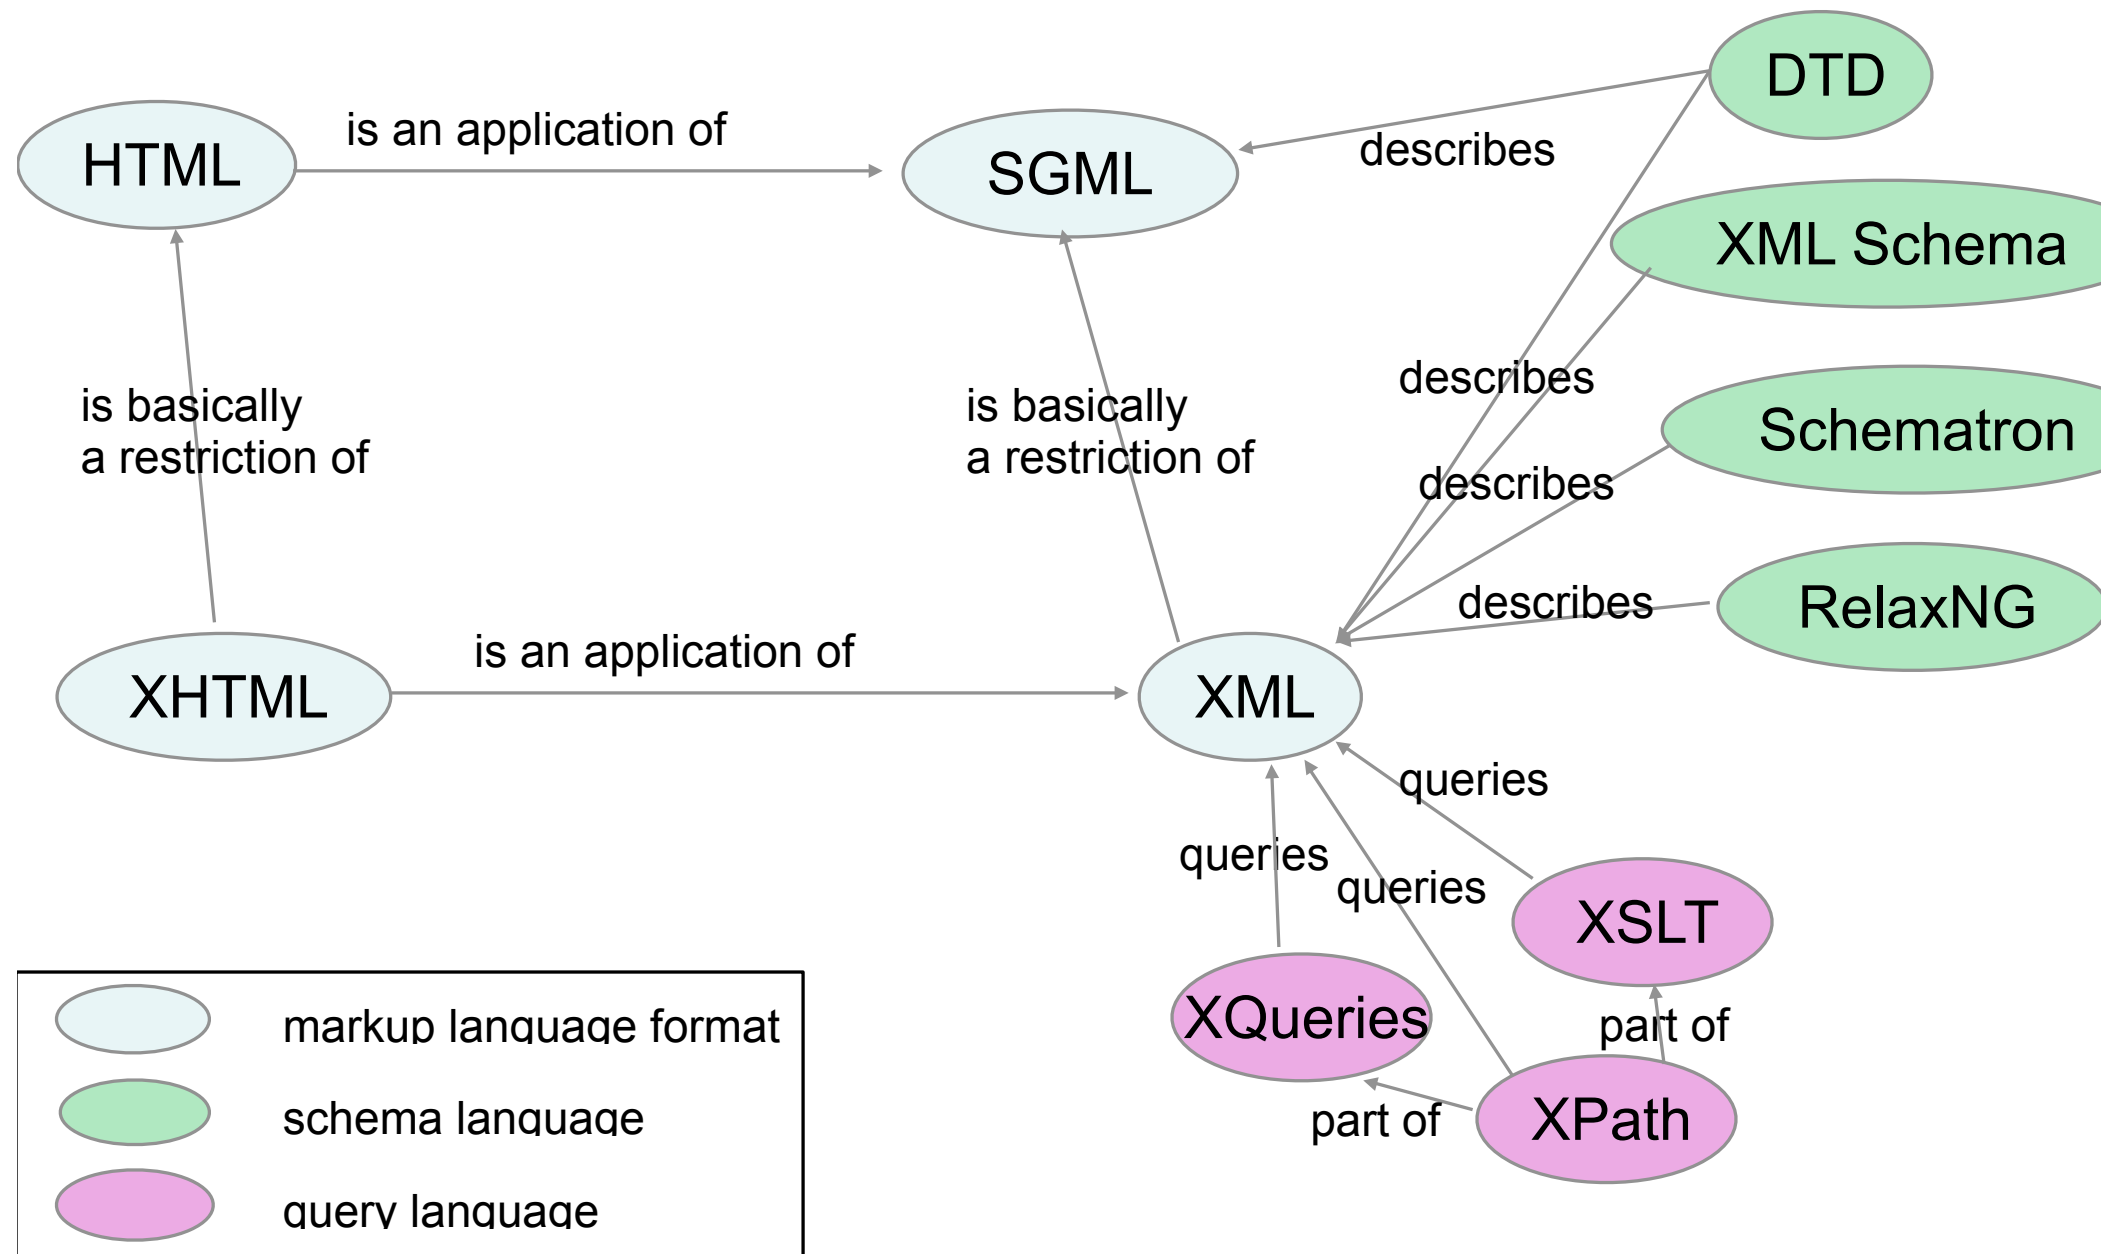 DTD
is an application of
describes
HTML
SGML
XML Schema
describes
is basically
a restriction of
is basically
a restriction of
Schematron
describes
describes
RelaxNG
is an application of
XHTML
XML
queries
queries
queries
XSLT
XQueries
part of
part of
XPath
markup language format
schema language
query language